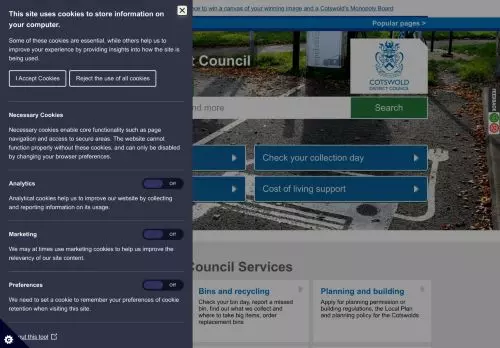 This site uses cookies to store information on
your computer.
Some of these cookies are essential, while others help us to
improve your experience by providing insights into how the site is
being used.
I Accept Cookies
Reject the use of all cookies
Necessary Cookies
Necessary cookies enable core functionality such as page
navigation and access to secure areas. The website cannot
function properly without these cookies, and can only be disabled
by changing your browser preferences.
Analytics
Off
Analytical cookies help us to improve our website by collecting
and reporting information on its usage.
Marketing
Off
We may at times use marketing cookies to help us improve the
relevancy of our site content.
Preferences
Off
We need to set a cookie to remember your preferences of cookie
retention when visiting this site.
out this tool
to win a canvas of your winning image and a Cotswold's Monopoly Board
Popular pages >
t Council
COTSWOLD
DISTRICT COUNCIL
nd more
Search
FEEDBACK
Check your collection day
Cost of living support
Council Services
Bins and recycling
Check your bin day, report a missed
bin, find out what we collect and
where to take big items, order
replacement bins
Planning and building
Apply for planning permission or
building regulations, the Local Plan
and planning policy for the Cotswolds